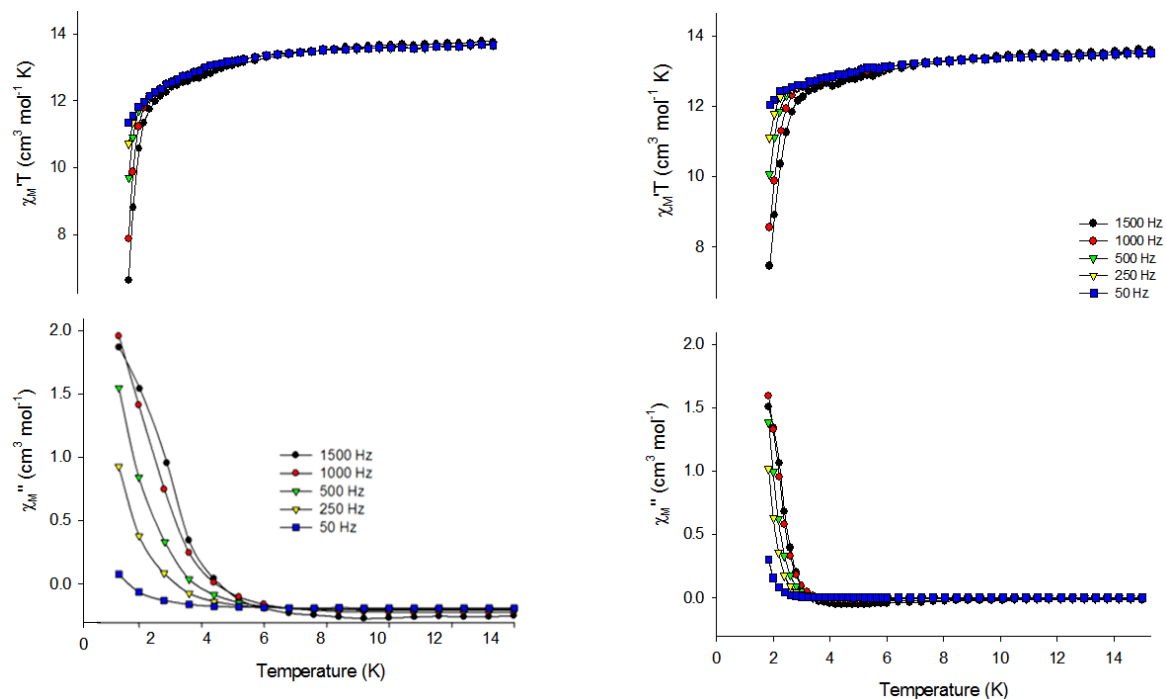 14
12
10
8
χM'T (cm³ mol⁻¹ K)
2.0
1.5
1.0
0.5
0.0
χM'' (cm³ mol⁻¹)
1500 Hz
1000 Hz
500 Hz
250 Hz
50 Hz
0 2 4 6 8 10 12 14
Temperature (K)
14
12
10
8
χM'T (cm³ mol⁻¹ K)
1500 Hz
1000 Hz
500 Hz
250 Hz
50 Hz
2.0
1.5
1.0
0.5
0.0
χM'' (cm³ mol⁻¹)
0 2 4 6 8 10 12 14
Temperature (K)